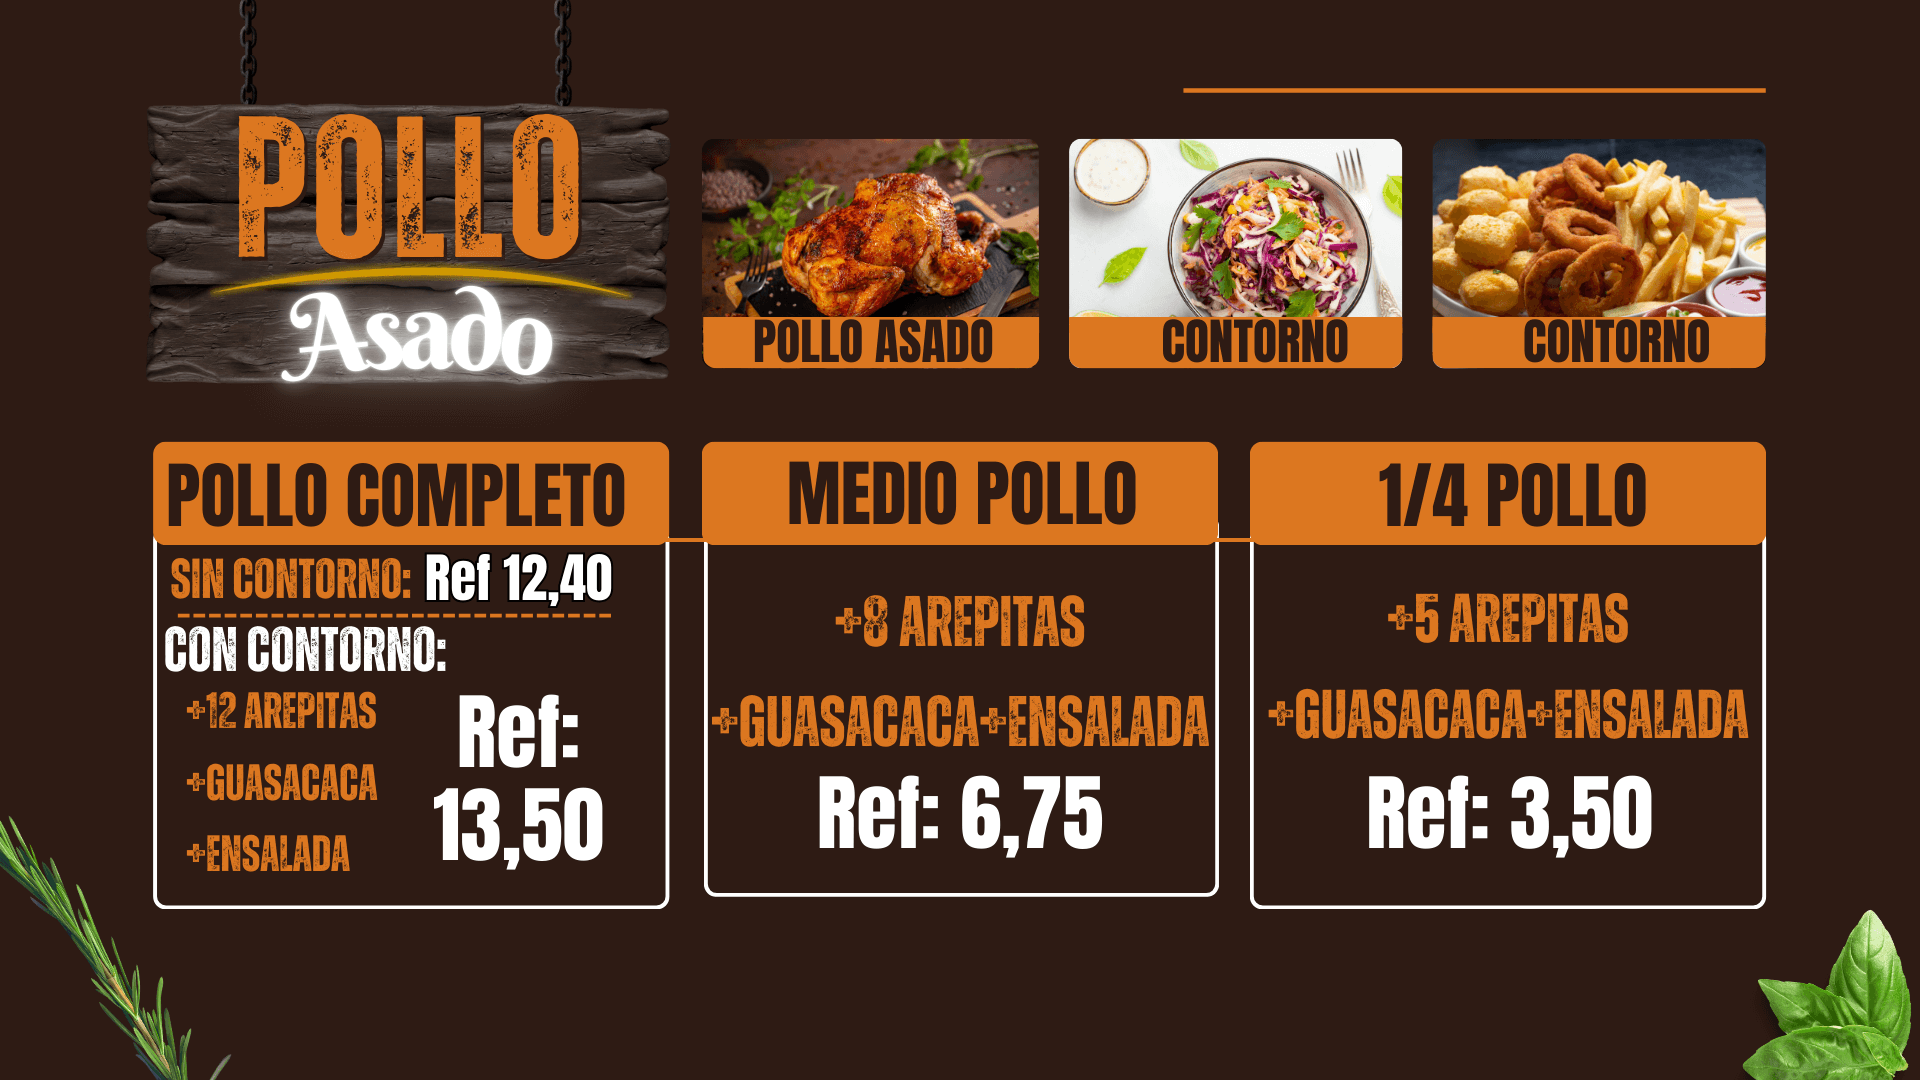 POLLO
Asado
POLLO ASADO
CONTORNO
CONTORNO
POLLO COMPLETO
SIN CONTORNO: Ref 12,40
CON CONTORNO:
+12 AREPITAS
+GUASACACA
+ENSALADA
Ref:
13,50
MEDIO POLLO
+8 AREPITAS
+GUASACACA+ENSALADA
Ref: 6,75
1/4 POLLO
+5 AREPITAS
+GUASACACA+ENSALADA
Ref: 3,50